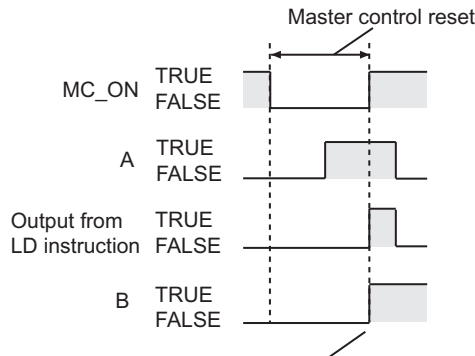 Master control reset
MC_ON
TRUE
FALSE
A
TRUE
FALSE
Output from
LD instruction
TRUE
FALSE
B
TRUE
FALSE